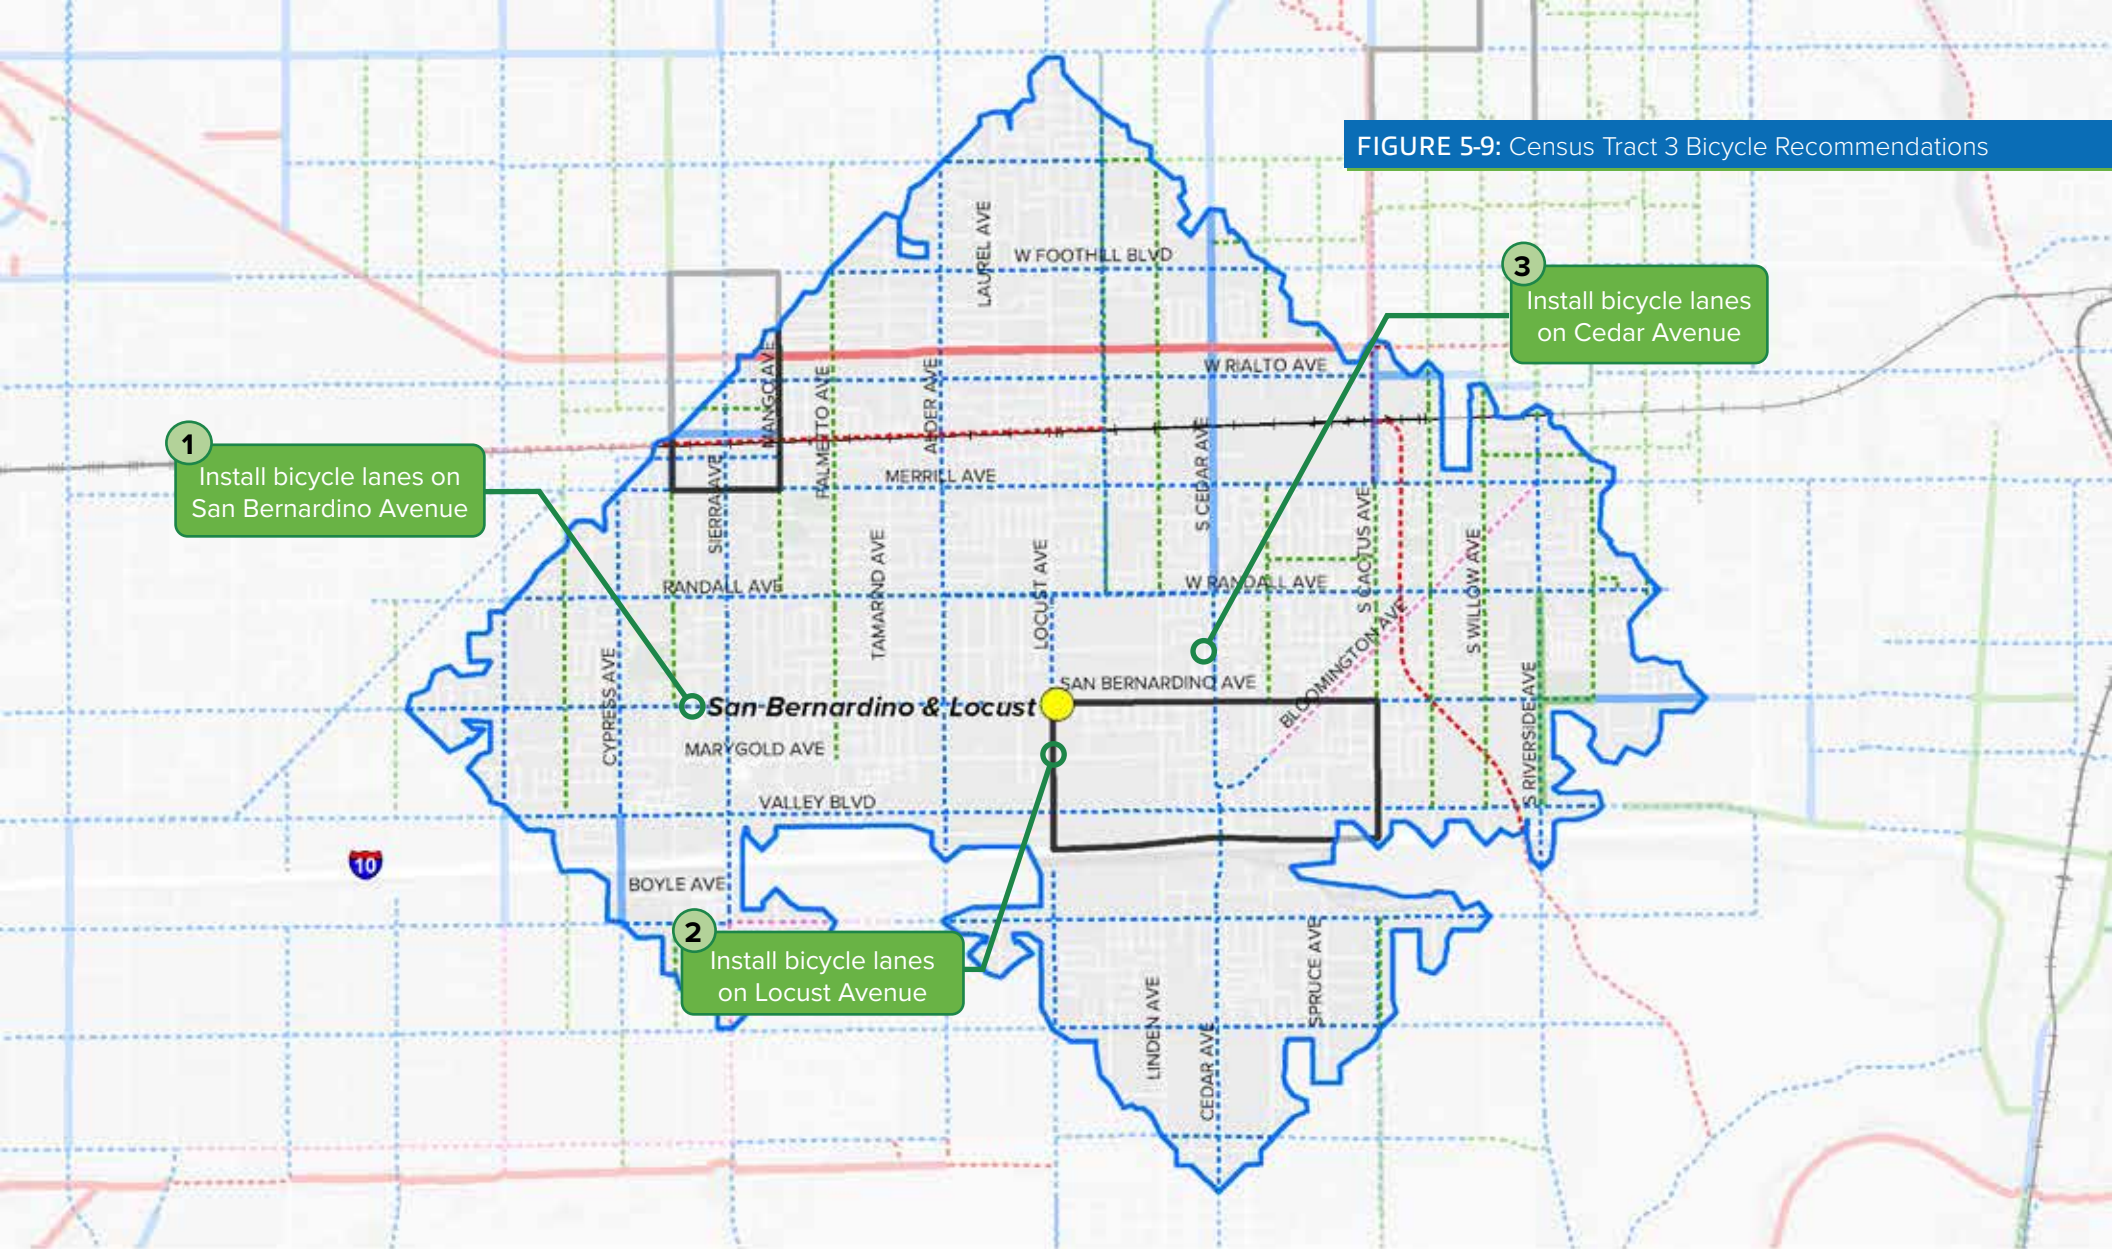 FIGURE 5-9: Census Tract 3 Bicycle Recommendations
LAUREL AVE
W FOOTHILL BLVD
3
Install bicycle lanes
on Cedar Avenue
W RIALTO AVE
MANGO AVE
PALMETTO AVE
ALDER AVE
1
Install bicycle lanes on
San Bernardino Avenue
MERRILL AVE
S CEDAR AVE
SIERRA AVE
S CACTUS AVE
RANDALL AVE
TAMARIND AVE
LOCUST AVE
W RANDALL AVE
S WILLOW AVE
BLOOMINGTON AVE
CYPRESS AVE
SAN BERNARDINO AVE
San Bernardino & Locust
S RIVERSIDE AVE
MARYGOLD AVE
VALLEY BLVD
10
BOYLE AVE
2
Install bicycle lanes
on Locust Avenue
SPRUCE AVE
LINDEN AVE
CEDAR AVE